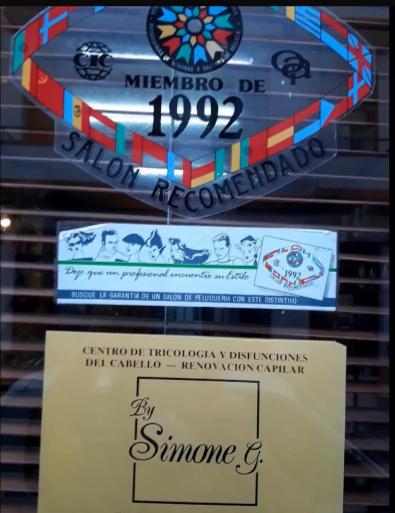 CIC
MIEMBRO DE
1992
SALON RECOMENDADO
Deje que un profesional encuentre su Estilo
1992
BUSQUE LA GARANTIA DE UN SALON DE PELUQUERIA CON ESTE DISTINTIVO
CENTRO DE TRICOLOGIA Y DISFUNCIONES
DEL CABELLO — RENOVACION CAPILAR
By
Simone G.